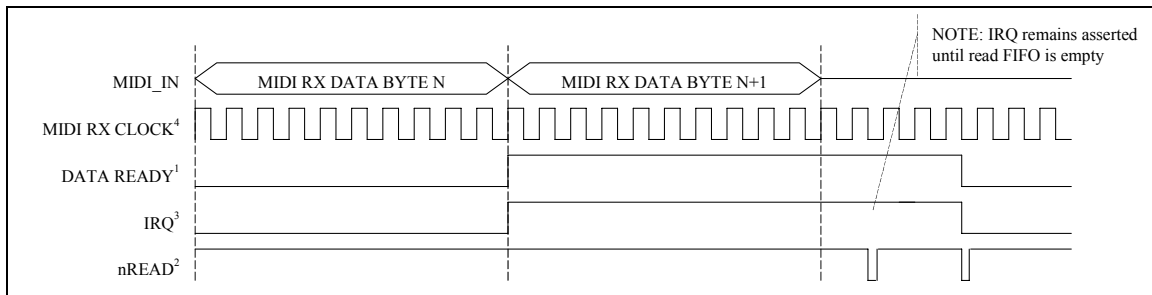 NOTE: IRQ remains asserted
until read FIFO is empty
MIDI_IN
MIDI RX DATA BYTE N
MIDI RX DATA BYTE N+1
MIDI RX CLOCK⁴
DATA READY¹
IRQ³
nREAD²